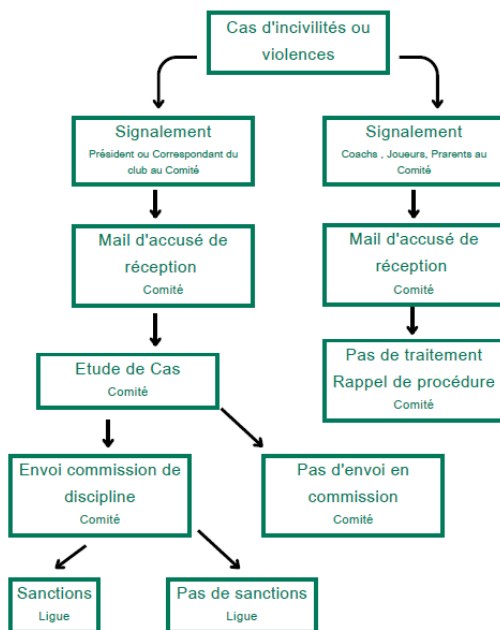 Cas d'incivilités ou
violences
Signalement
Président ou Correspondant du
club au Comité
Signalement
Coachs , Joueurs, Prarents au
Comité
Mail d'accusé de
réception
Comité
Mail d'accusé de
réception
Comité
Etude de Cas
Comité
Pas de traitement
Rappel de procédure
Comité
Envoi commission de
discipline
Comité
Pas d'envoi en
commission
Comité
Sanctions
Ligue
Pas de sanctions
Ligue